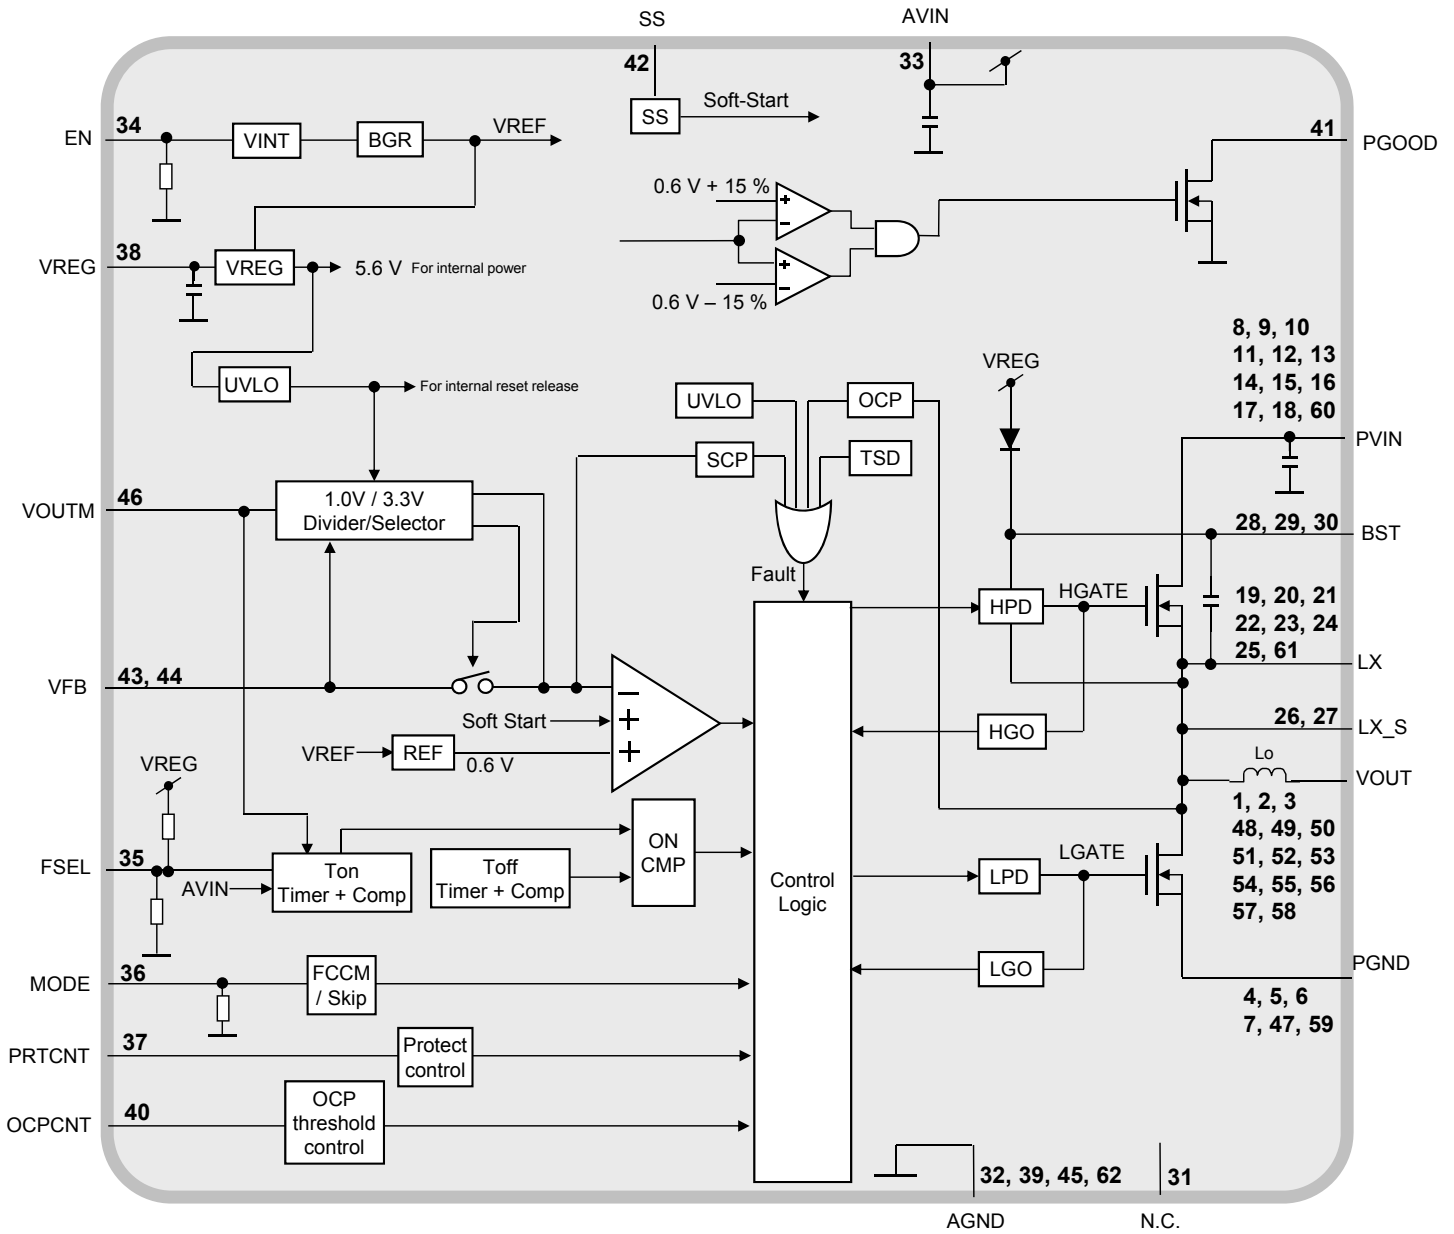 SS
AVIN
42
33
SS
Soft-Start
EN
34
VINT
BGR
VREF
41
PGOOD
0.6 V + 15 %
+
−
+
−
0.6 V – 15 %
VREG
38
VREG
5.6 V For internal power
UVLO
For internal reset release
UVLO
OCP
SCP
TSD
VREG
8, 9, 10
11, 12, 13
14, 15, 16
17, 18, 60
PVIN
VOUTM
46
1.0V / 3.3V
Divider/Selector
28, 29, 30
BST
Fault
HPD
HGATE
19, 20, 21
22, 23, 24
25, 61
LX
VFB
43, 44
−
+
+
Soft Start
VREF
REF
0.6 V
HGO
26, 27
LX_S
Lo
VOUT
1, 2, 3
48, 49, 50
51, 52, 53
54, 55, 56
57, 58
VREG
FSEL
35
AVIN
Ton
Timer + Comp
Toff
Timer + Comp
ON
CMP
Control
Logic
LPD
LGATE
LGO
PGND
4, 5, 6
7, 47, 59
MODE
36
FCCM
/ Skip
PRTCNT
37
Protect
control
OCPCNT
40
OCP
threshold
control
32, 39, 45, 62
31
AGND
N.C.